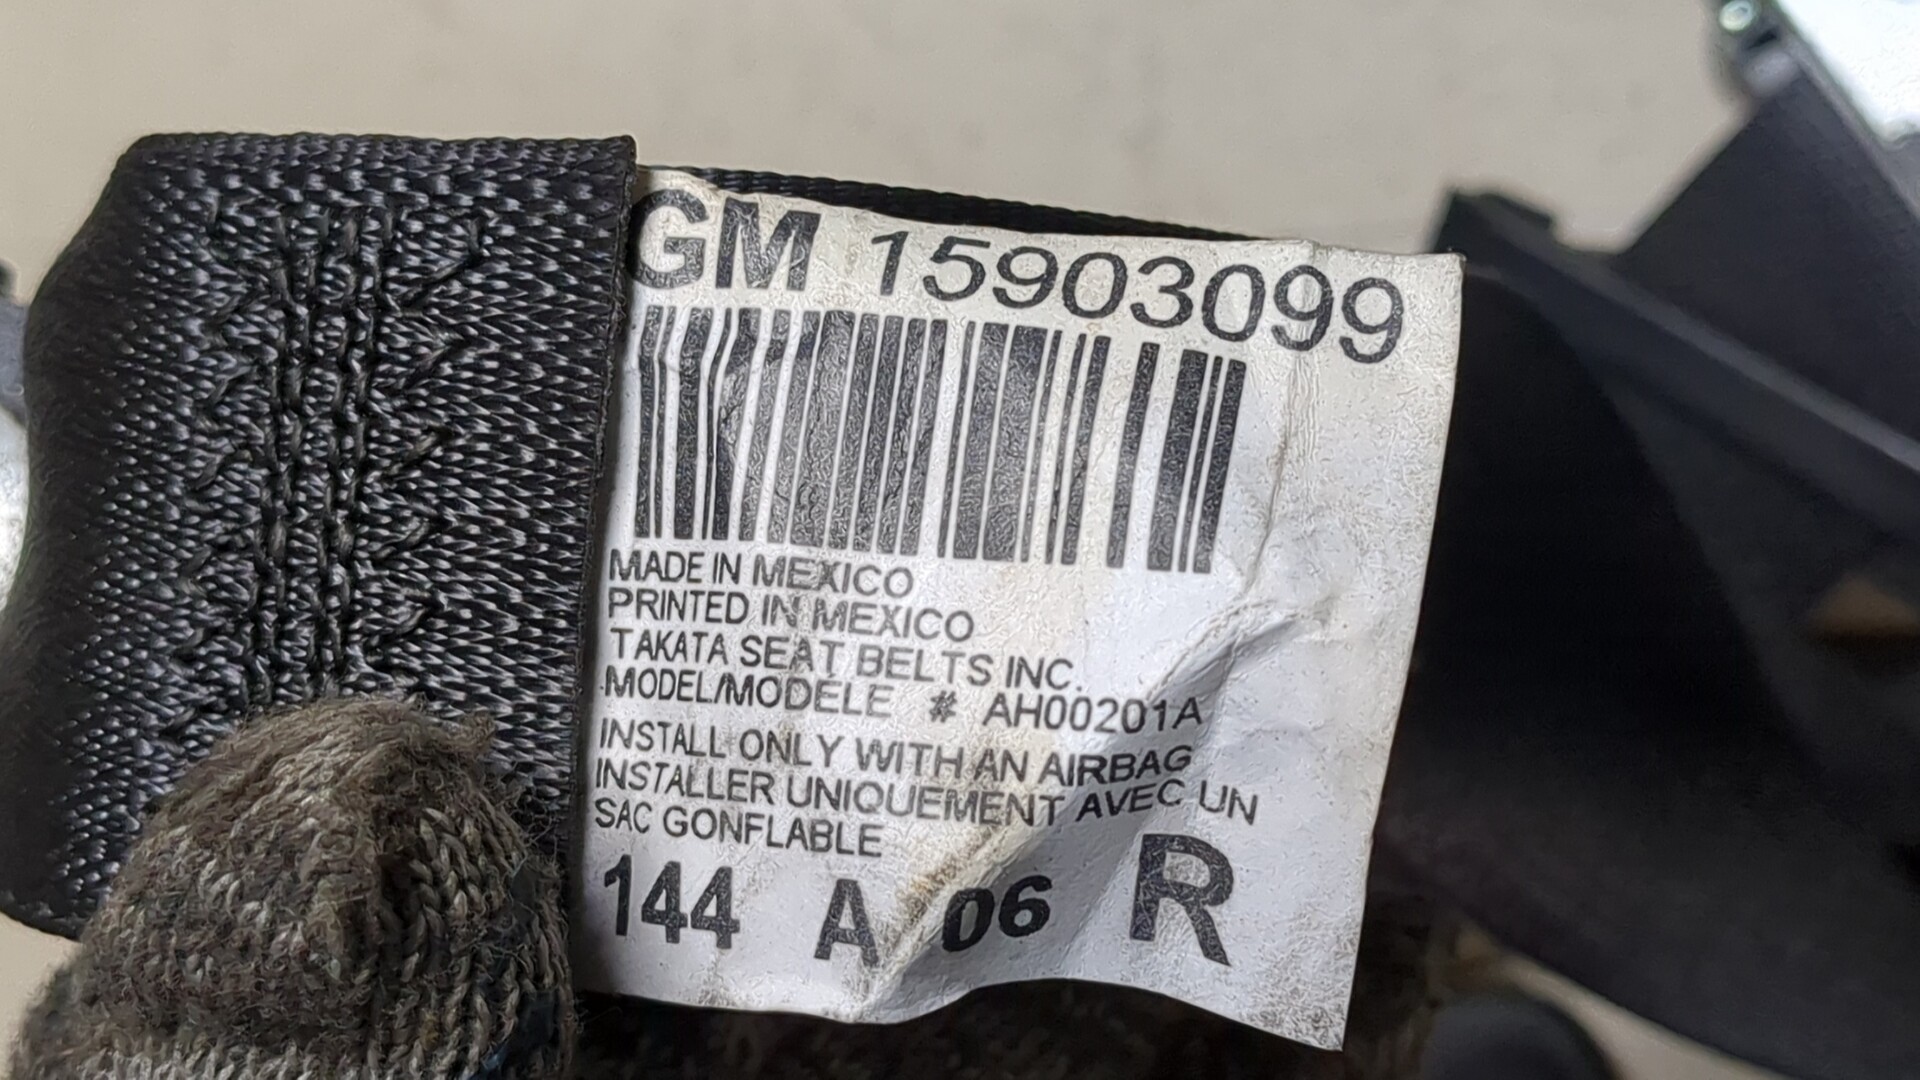 GM 15903099
MADE IN MEXICO
PRINTED IN MEXICO
TAKATA SEAT BELTS INC.
MODEL/MODELE # AH00201A
INSTALL ONLY WITH AN AIRBAG
INSTALLER UNIQUEMENT AVEC UN
SAC GONFLABLE
144 A 06 R